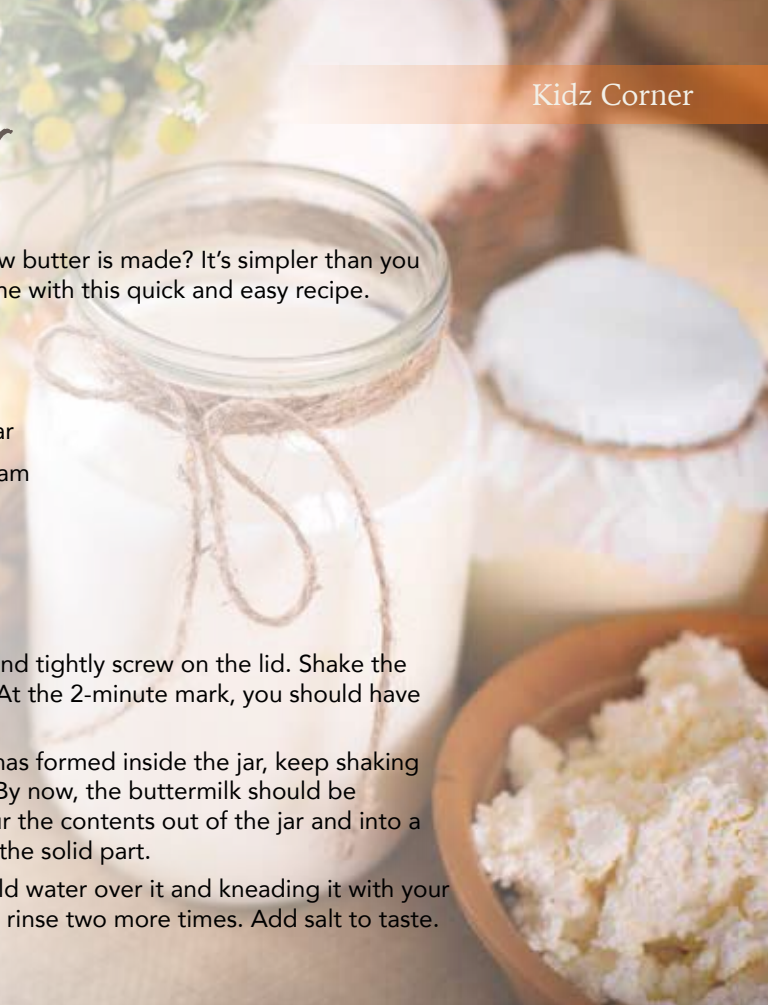 Kidz Corner
w butter is made? It’s simpler than you
me with this quick and easy recipe.
ar
am
nd tightly screw on the lid. Shake the
At the 2-minute mark, you should have
has formed inside the jar, keep shaking
By now, the buttermilk should be
ur the contents out of the jar and into a
the solid part.
ld water over it and kneading it with your
rinse two more times. Add salt to taste.